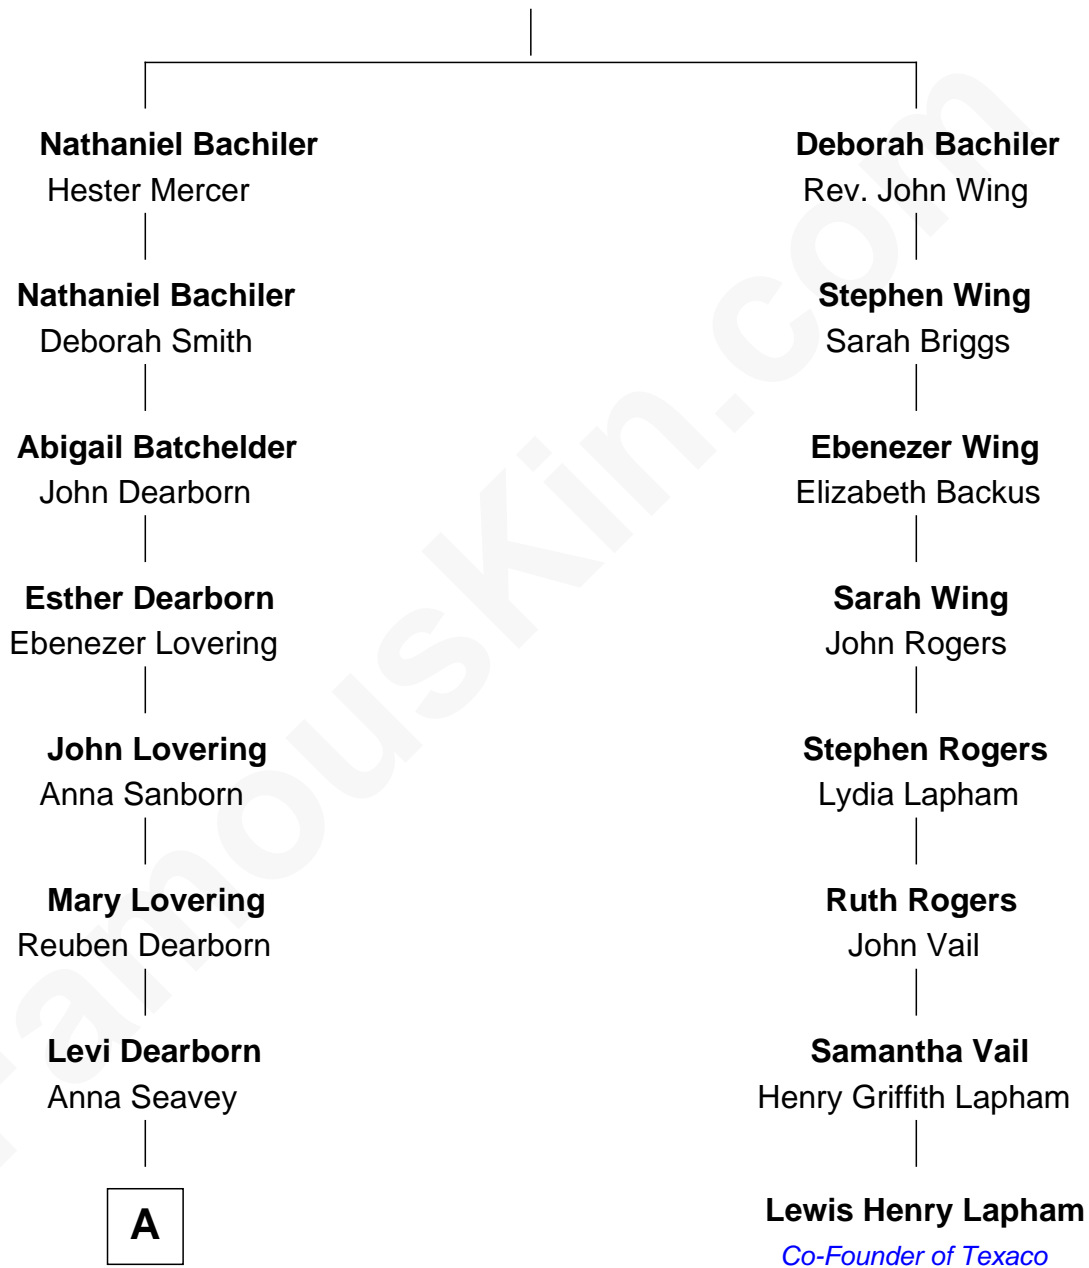 Nathaniel Bachiler
Hester Mercer
Nathaniel Bachiler
Deborah Smith
Abigail Batchelder
John Dearborn
Esther Dearborn
Ebenezer Lovering
John Lovering
Anna Sanborn
Mary Lovering
Reuben Dearborn
Levi Dearborn
Anna Seavey
A
Deborah Bachiler
Rev. John Wing
Stephen Wing
Sarah Briggs
Ebenezer Wing
Elizabeth Backus
Sarah Wing
John Rogers
Stephen Rogers
Lydia Lapham
Ruth Rogers
John Vail
Samantha Vail
Henry Griffith Lapham
Lewis Henry Lapham
Co-Founder of Texaco
FamousKin.com